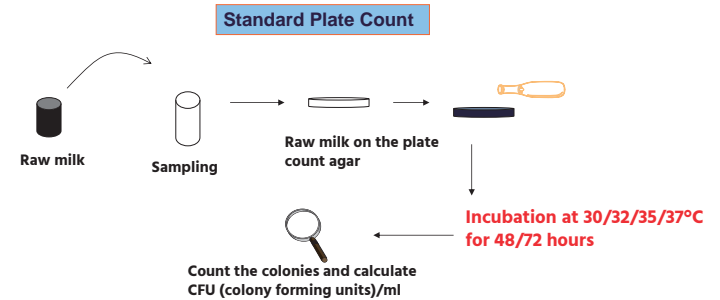 Standard Plate Count
Raw milk
Sampling
Raw milk on the plate
count agar
Incubation at 30/32/35/37°C
for 48/72 hours
Count the colonies and calculate
CFU (colony forming units)/ml